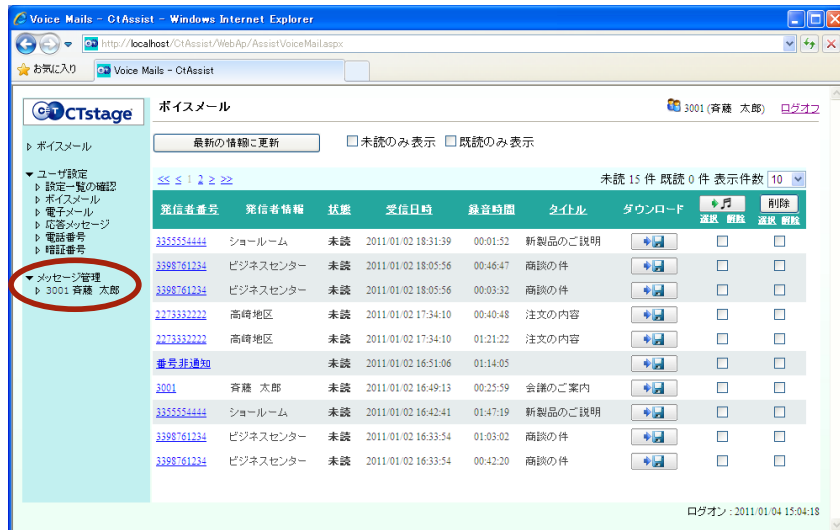 Voice Mails - CtAssist - Windows Internet Explorer
http://localhost/CtAssist/WebAp/AssistVoiceMail.aspx
お気に入り Voice Mails - CtAssist
CTstage ボイスメール 3001 (斉藤 太郎) ログオフ
最新の情報に更新 未読のみ表示 既読のみ表示
ボイスメール
ユーザ設定
設定一覧の確認
ボイスメール
電子メール
応答メッセージ
電話番号
暗証番号
メッセージ管理
3001 斉藤 太郎
<< < 1 2 > >> 未読 15 件 既読 0 件 表示件数 10
発信者番号 発信者情報 状態 受信日時 録音時間 タイトル ダウンロード 選択 解除 削除 選択 解除
3355554444 ショールーム 未読 2011/01/02 18:31:39 00:01:52 新製品のご説明
3398761234 ビジネスセンター 未読 2011/01/02 18:05:56 00:46:47 商談の件
3398761234 ビジネスセンター 未読 2011/01/02 18:05:56 00:03:32 商談の件
2273332222 高崎地区 未読 2011/01/02 17:34:10 00:40:48 注文の内容
2273332222 高崎地区 未読 2011/01/02 17:34:10 01:21:22 注文の内容
番号非通知 未読 2011/01/02 16:51:06 01:14:05
3001 斉藤 太郎 未読 2011/01/02 16:49:13 00:25:59 会議のご案内
3355554444 ショールーム 未読 2011/01/02 16:42:41 01:47:19 新製品のご説明
3398761234 ビジネスセンター 未読 2011/01/02 16:33:54 01:03:02 商談の件
3398761234 ビジネスセンター 未読 2011/01/02 16:33:54 00:42:20 商談の件
ログオン : 2011/01/04 15:04:18